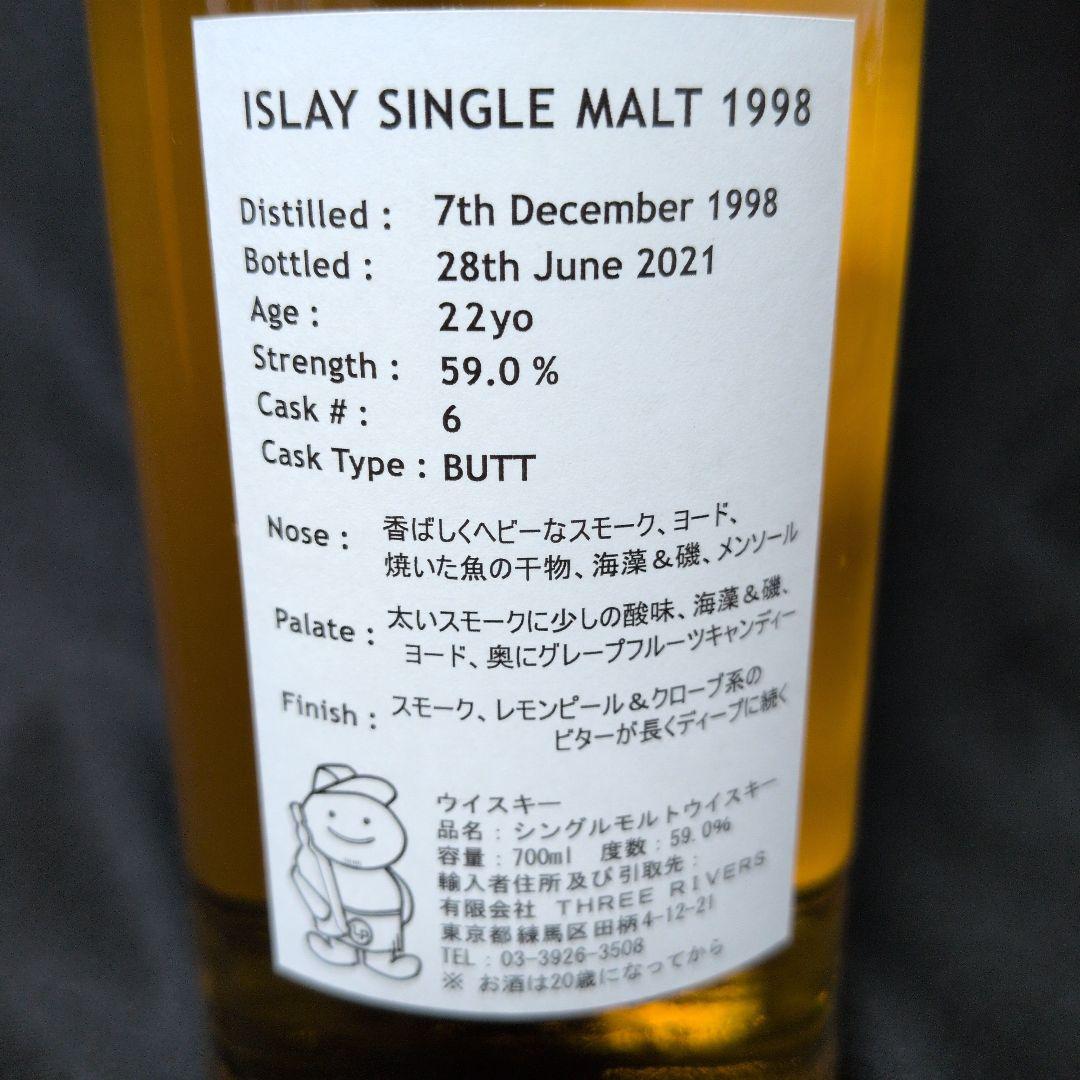 ISLAY SINGLE MALT 1998
Distilled : 7th December 1998
Bottled : 28th June 2021
Age : 22yo
Strength : 59.0 %
Cask # : 6
Cask Type : BUTT
Nose : 香ばしくヘビーなスモーク、ヨード、
焼いた魚の干物、海藻＆磯、メンソール
Palate : 太いスモークに少しの酸味、海藻＆磯、
ヨード、奥にグレープフルーツキャンディー
Finish : スモーク、レモンピール＆クローブ系の
ビターが長くディープに続く
ウイスキー
品名 : シングルモルトウイスキー
容量 : 700ml 度数 : 59.0%
輸入者住所及び引取先 :
有限会社 THREE RIVERS
東京都練馬区田柄4-12-21
TEL : 03-3926-3508
※ お酒は20歳になってから
LP